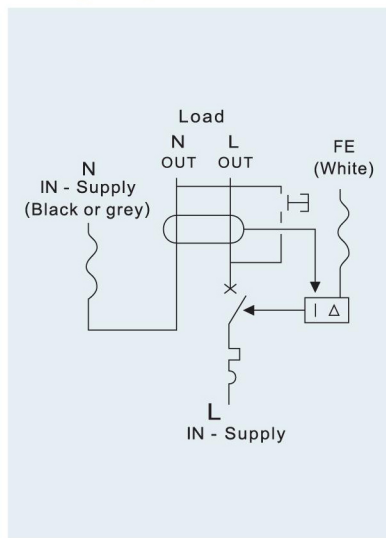 Load
N L
OUT OUT
FE
(White)
N
IN - Supply
(Black or grey)
I Δ
L
IN - Supply